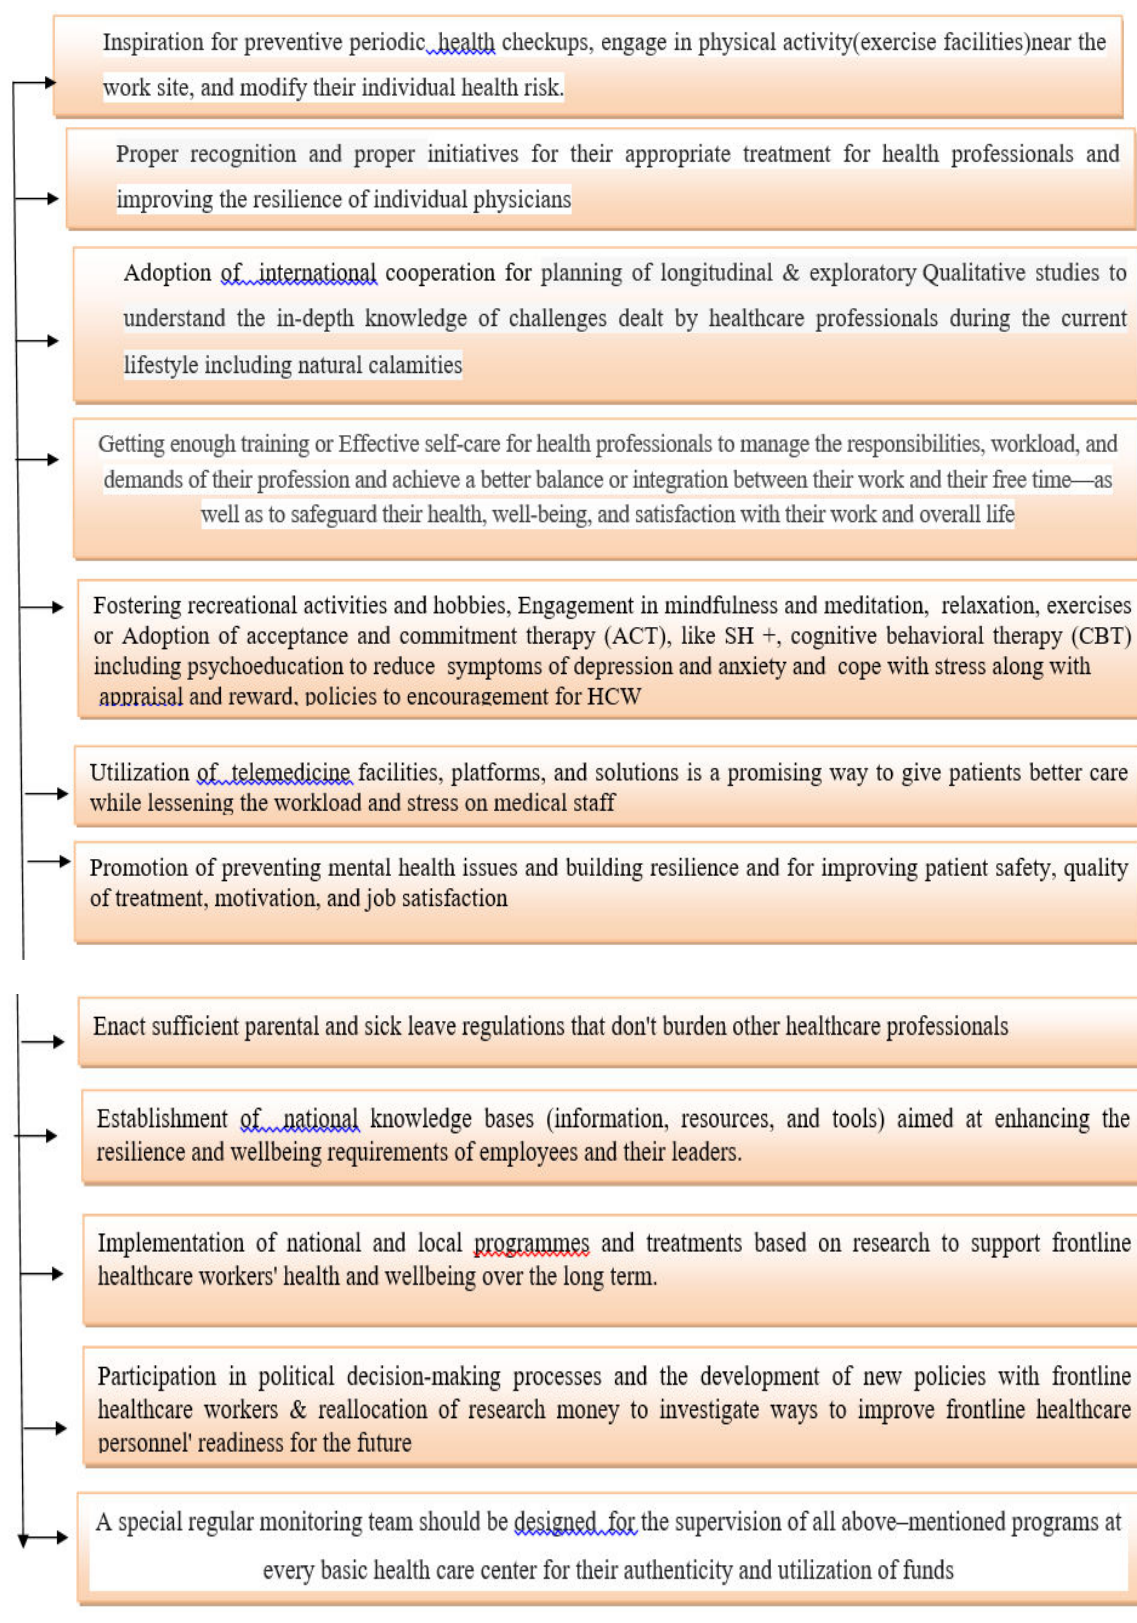 Inspiration for preventive periodic health checkups, engage in physical activity(exercise facilities)near the
work site, and modify their individual health risk.
Proper recognition and proper initiatives for their appropriate treatment for health professionals and
improving the resilience of individual physicians
Adoption of international cooperation for planning of longitudinal & exploratory Qualitative studies to
understand the in-depth knowledge of challenges dealt by healthcare professionals during the current
lifestyle including natural calamities
Getting enough training or Effective self-care for health professionals to manage the responsibilities, workload, and
demands of their profession and achieve a better balance or integration between their work and their free time—as
well as to safeguard their health, well-being, and satisfaction with their work and overall life
Fostering recreational activities and hobbies, Engagement in mindfulness and meditation, relaxation, exercises
or Adoption of acceptance and commitment therapy (ACT), like SH +, cognitive behavioral therapy (CBT)
including psychoeducation to reduce symptoms of depression and anxiety and cope with stress along with
appraisal and reward, policies to encouragement for HCW
Utilization of telemedicine facilities, platforms, and solutions is a promising way to give patients better care
while lessening the workload and stress on medical staff
Promotion of preventing mental health issues and building resilience and for improving patient safety, quality
of treatment, motivation, and job satisfaction
Enact sufficient parental and sick leave regulations that don't burden other healthcare professionals
Establishment of national knowledge bases (information, resources, and tools) aimed at enhancing the
resilience and wellbeing requirements of employees and their leaders.
Implementation of national and local programmes and treatments based on research to support frontline
healthcare workers' health and wellbeing over the long term.
Participation in political decision-making processes and the development of new policies with frontline
healthcare workers & reallocation of research money to investigate ways to improve frontline healthcare
personnel' readiness for the future
A special regular monitoring team should be designed for the supervision of all above–mentioned programs at
every basic health care center for their authenticity and utilization of funds